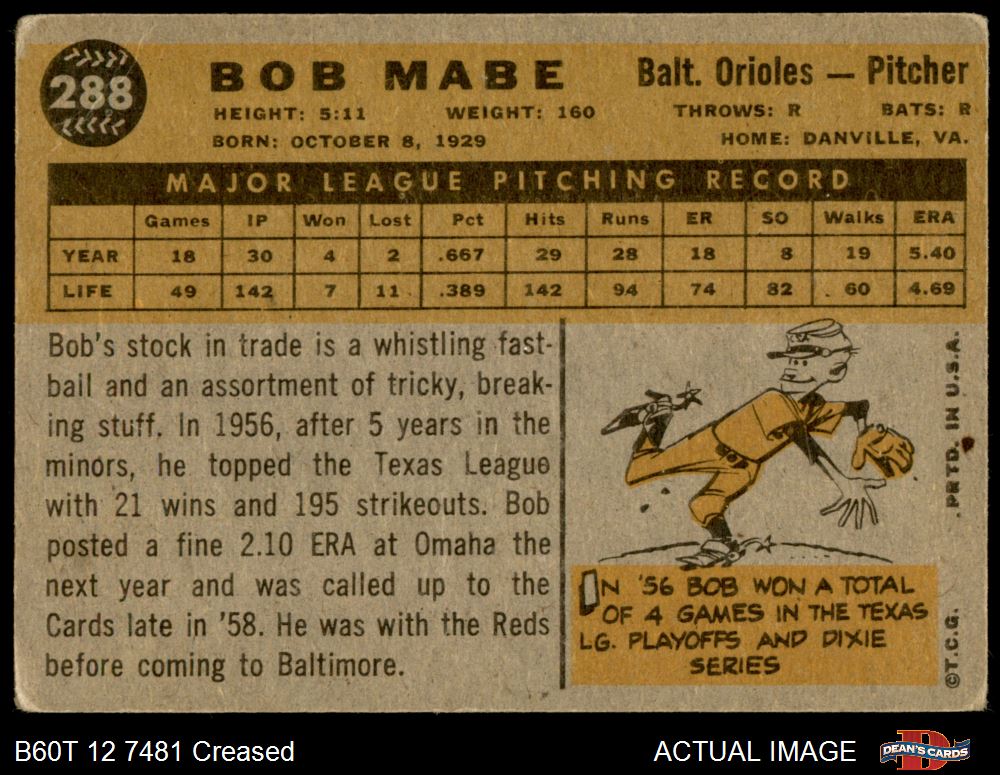 288
BOB MABE
Balt. Orioles — Pitcher
HEIGHT: 5:11 WEIGHT: 160 THROWS: R BATS: R
BORN: OCTOBER 8, 1929 HOME: DANVILLE, VA.
MAJOR LEAGUE PITCHING RECORD
Games IP Won Lost Pct Hits Runs ER SO Walks ERA
YEAR 18 30 4 2 .667 29 28 18 8 19 5.40
LIFE 49 142 7 11 .389 142 94 74 82 60 4.69
Bob's stock in trade is a whistling fast-
ball and an assortment of tricky, break-
ing stuff. In 1956, after 5 years in the
minors, he topped the Texas League
with 21 wins and 195 strikeouts. Bob
posted a fine 2.10 ERA at Omaha the
next year and was called up to the
Cards late in '58. He was with the Reds
before coming to Baltimore.
IN '56 BOB WON A TOTAL
OF 4 GAMES IN THE TEXAS
LG. PLAYOFFS AND DIXIE
SERIES
©T.C.G. PRTD. IN U.S.A.
B60T 12 7481 Creased
ACTUAL IMAGE
DEAN'S CARDS